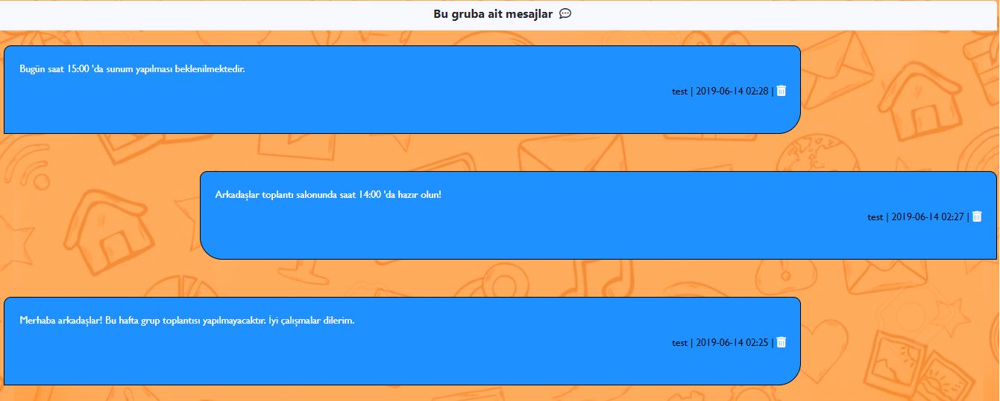 Bu gruba ait mesajlar
Bugün saat 15:00 'da sunum yapılması beklenilmektedir.
test | 2019-06-14 02:28 |
Arkadaşlar toplantı salonunda saat 14:00 'da hazır olun!
test | 2019-06-14 02:27 |
Merhaba arkadaşlar! Bu hafta grup toplantısı yapılmayacaktır. İyi çalışmalar dilerim.
test | 2019-06-14 02:25 |